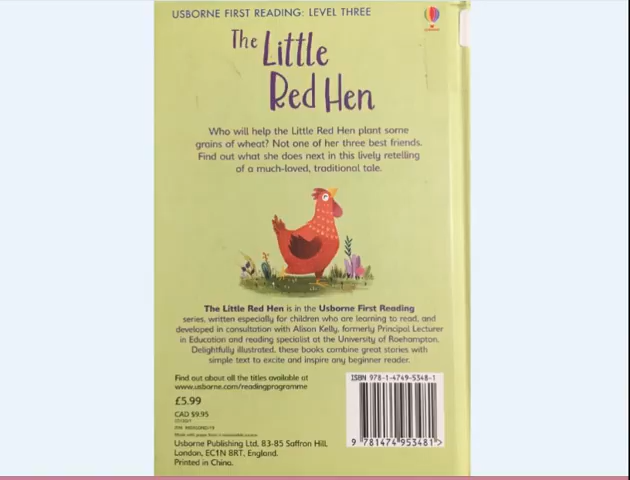 USBORNE FIRST READING: LEVEL THREE
The Little
Red Hen
Who will help the Little Red Hen plant some
grains of wheat? Not one of her three best friends.
Find out what she does next in this lively retelling
of a much-loved, traditional tale.
The Little Red Hen is in the Usborne First Reading
series, written especially for children who are learning to read, and
developed in consultation with Alison Kelly, formerly Principal Lecturer
in Education and reading specialist at the University of Roehampton.
Delightfully illustrated, these books combine great stories with
simple text to excite and inspire any beginner reader.
Find out about all the titles available at
www.usborne.com/readingprogramme
£5.99
CAD $9.95
Made with paper from a sustainable source
Usborne Publishing Ltd, 83-85 Saffron Hill,
London, EC1N 8RT, England.
Printed in China.
ISBN 978-1-4749-5348-1
9 781474 953481 >